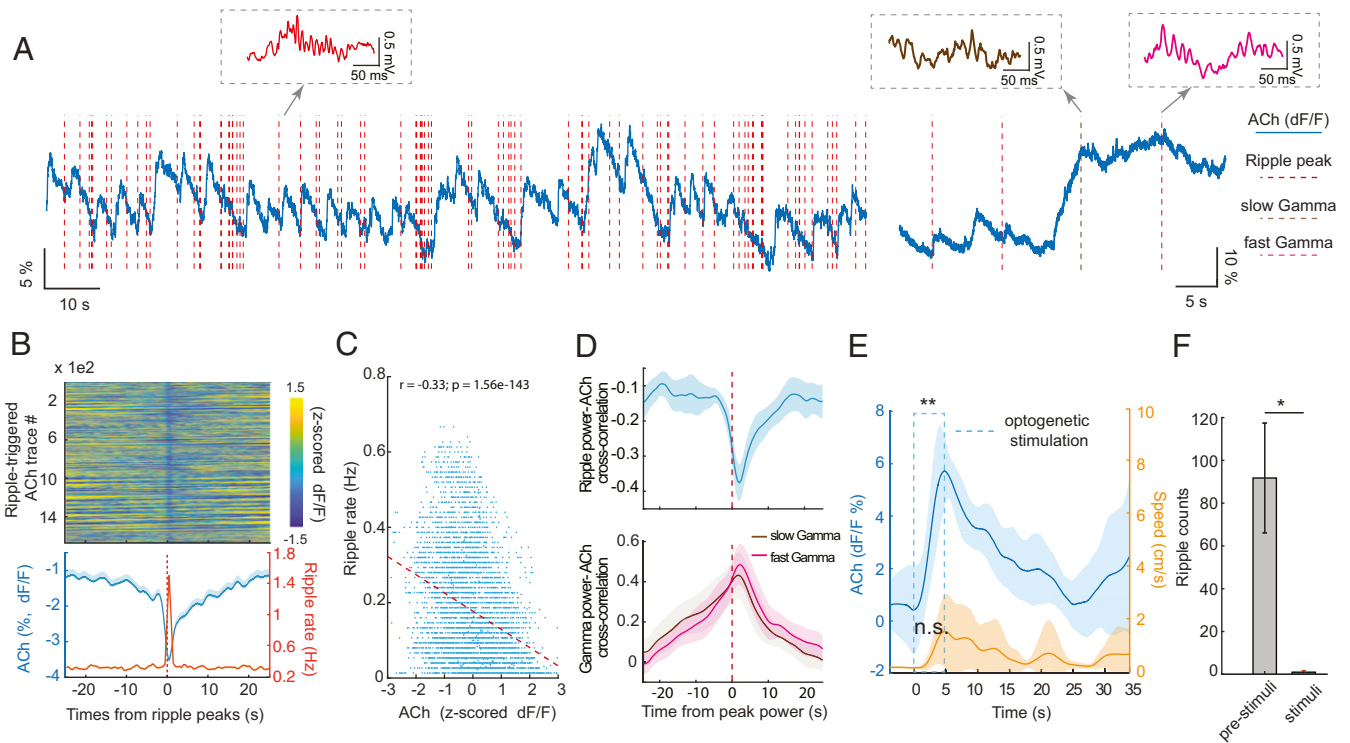 A
0.5 mV
50 ms
0.5 mV
50 ms
0.5 mV
50 ms
ACh (dF/F)
Ripple peak
slow Gamma
fast Gamma
5 %
10 s
10 %
5 s
B
x 1e2
Ripple-triggered
ACh trace #
2
6
10
14
1.5
-1.5
(z-scored dF/F)
ACh (%, dF/F)
-1
-2
-3
-4
1.8
1.4
1
0.6
0.2
Ripple rate (Hz)
-20
-10
0
10
20
Times from ripple peaks (s)
C
r = -0.33; p = 1.56e-143
Ripple rate (Hz)
0.8
0.6
0.4
0.2
0
-3
-2
-1
0
1
2
3
ACh (z-scored dF/F)
D
Ripple power-ACh
cross-correlation
-0.1
-0.2
-0.3
-0.4
slow Gamma
fast Gamma
Gamma power- ACh
cross-correlation
0.6
0.4
0.2
0
-20
-10
0
10
20
Time from peak power (s)
E
**
optogenetic
stimulation
ACh (dF/F %)
8
6
4
2
0
-2
n.s.
10
8
6
4
2
0
Speed (cm/s)
0
5
10
15
20
25
30
34
Time (s)
F
*
Ripple counts
120
100
80
60
40
20
0
pre-stimuli
stimuli